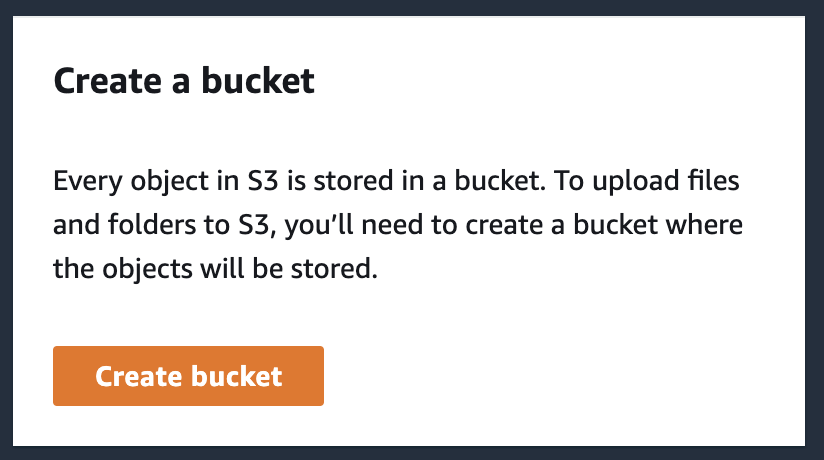 Create a bucket
Every object in S3 is stored in a bucket. To upload files
and folders to S3, you’ll need to create a bucket where
the objects will be stored.
Create bucket